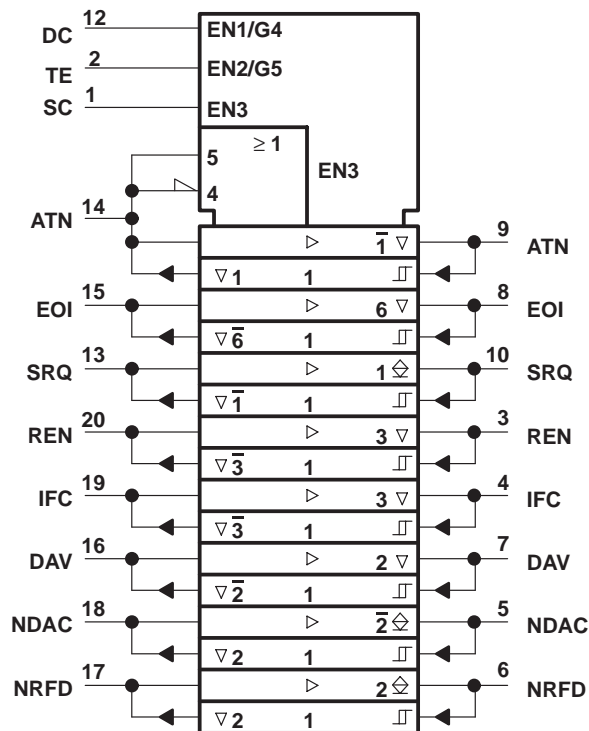 DC 12 EN1/G4
TE 2 EN2/G5
SC 1 EN3
≥ 1
5
EN3
4
ATN 14
▷ 1̅ ▽ 9 ATN
▽ 1 1
EOI 15 ▷ 6 ▽ 8 EOI
▽ 6̅ 1
SRQ 13 ▷ 1 10 SRQ
▽ 1̅ 1
REN 20 ▷ 3 ▽ 3 REN
▽ 3̅ 1
IFC 19 ▷ 3 ▽ 4 IFC
▽ 3̅ 1
DAV 16 ▷ 2 ▽ 7 DAV
▽ 2̅ 1
NDAC 18 ▷ 2̅ 5 NDAC
▽ 2 1
NRFD 17 ▷ 2 6 NRFD
▽ 2 1